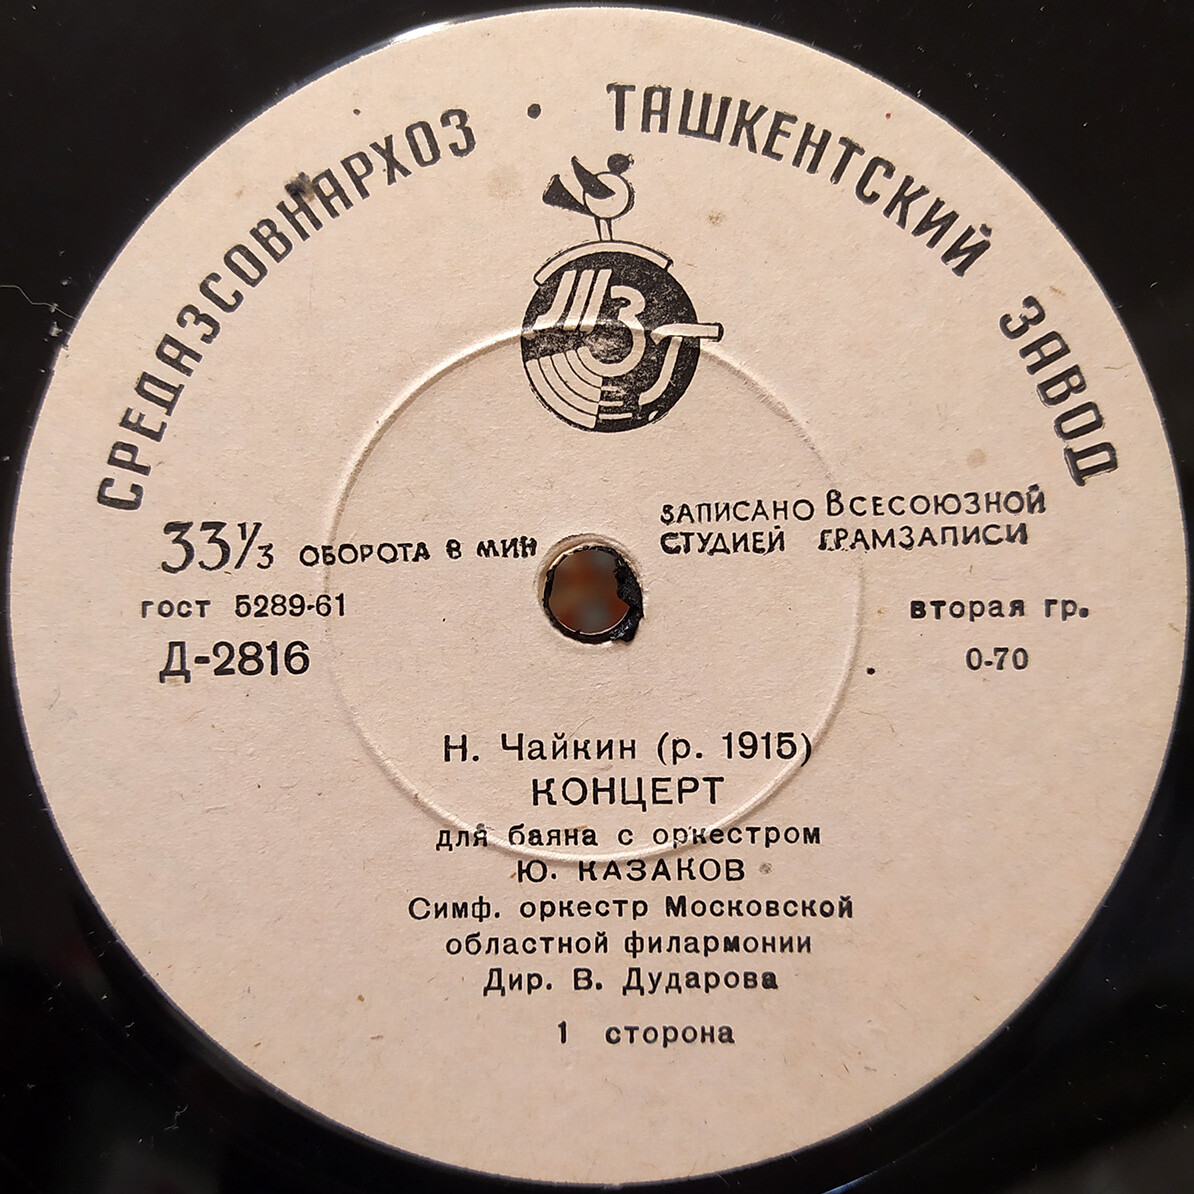 СРЕДАЗСОВНАРХОЗ • ТАШКЕНТСКИЙ ЗАВОД
ТЗ
33⅓ ОБОРОТА В МИН
ЗАПИСАНО ВСЕСОЮЗНОЙ
СТУДИЕЙ ГРАМЗАПИСИ
ГОСТ 5289-61
вторая гр.
Д-2816
0-70
Н. Чайкин (р. 1915)
КОНЦЕРТ
для баяна с оркестром
Ю. КАЗАКОВ
Симф. оркестр Московской
областной филармонии
Дир. В. Дударова
1 сторона